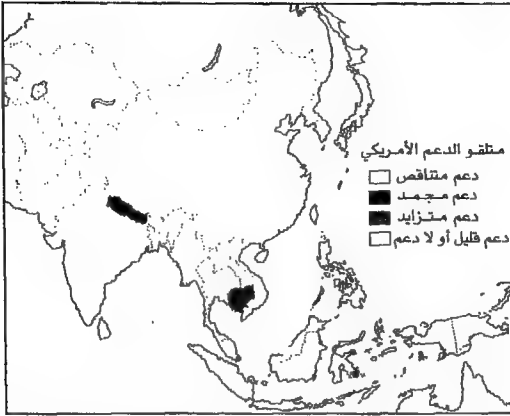 متلقو الدعم الأمريكي
دعم متناقص
دعم مجمد
دعم متزايد
دعم قليل أو لا دعم